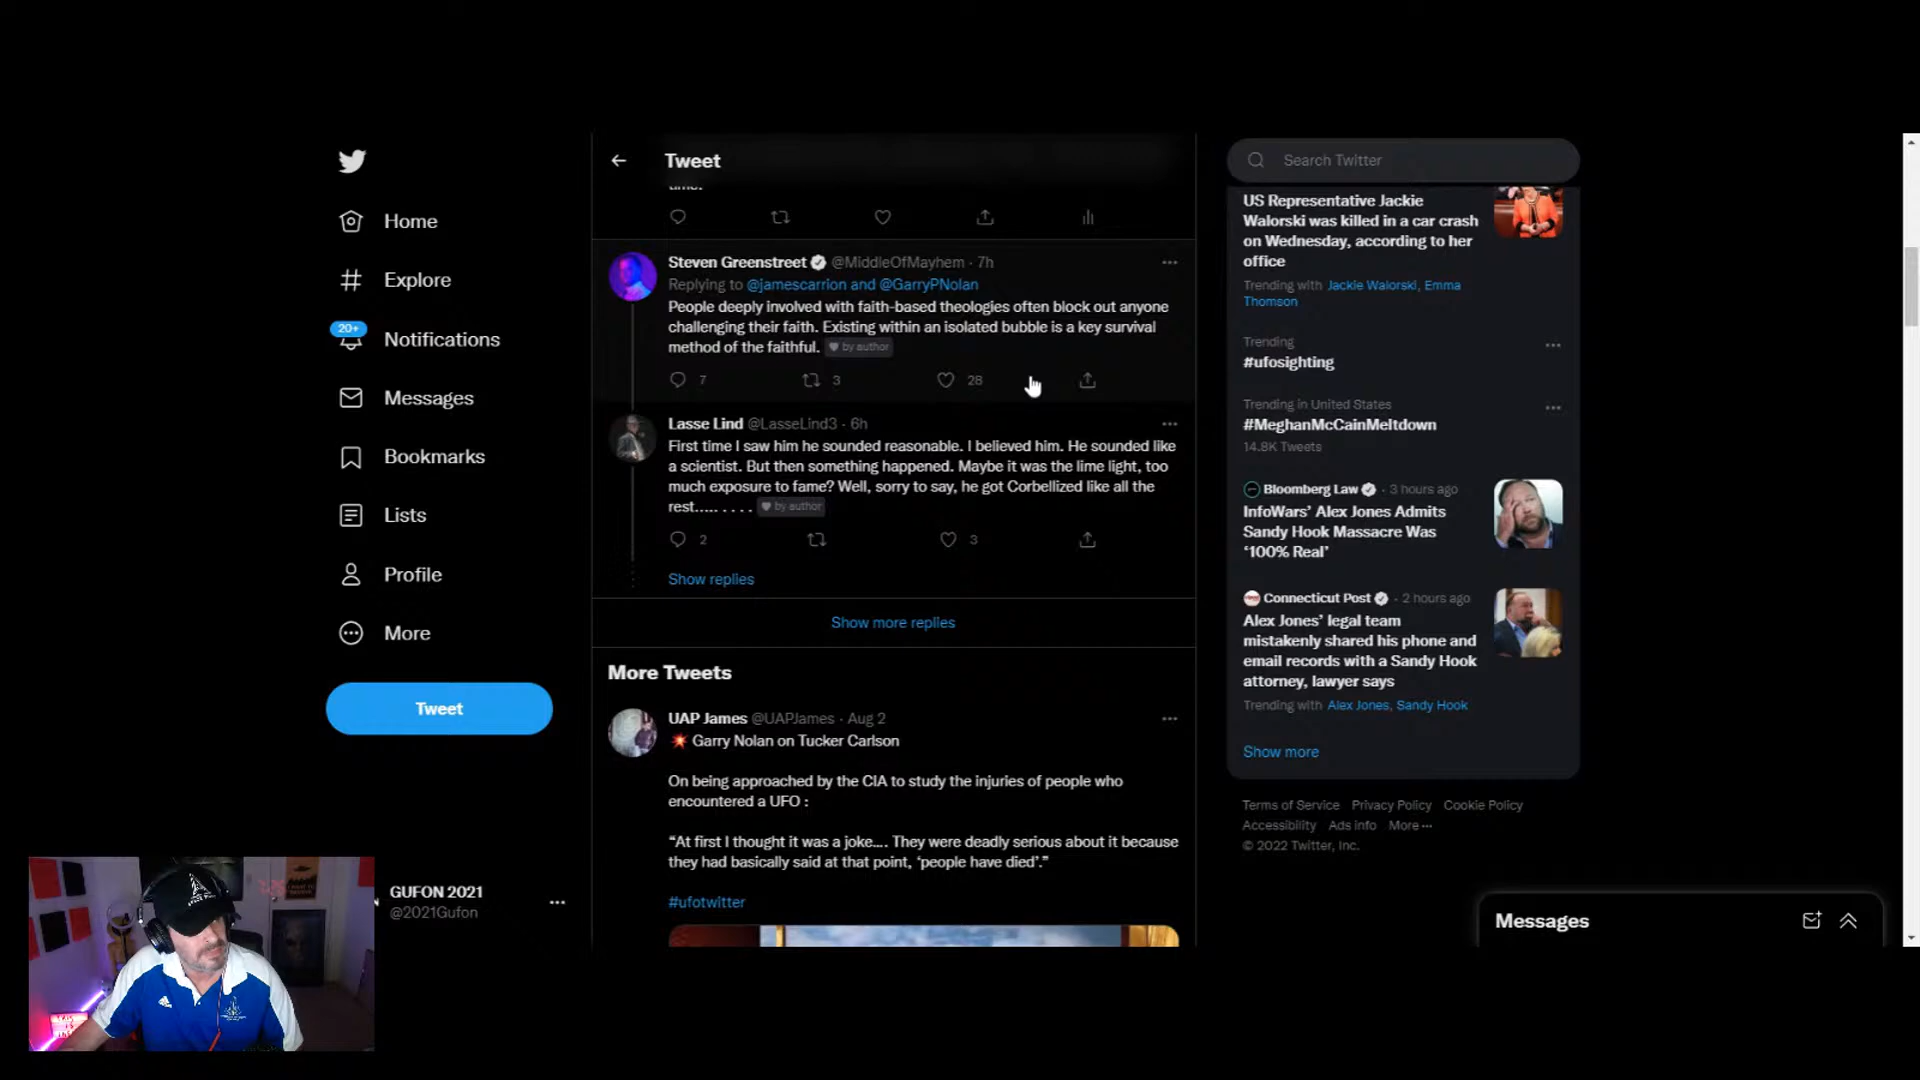 Home
Explore
20+
Notifications
Messages
Bookmarks
Lists
Profile
More
Tweet
GUFON 2021
@2021Gufon
Tweet
time.
Steven Greenstreet @MiddleOfMayhem · 7h
Replying to @jamescarrion and @GarryPNolan
People deeply involved with faith-based theologies often block out anyone
challenging their faith. Existing within an isolated bubble is a key survival
method of the faithful. by author
7 3 28
Lasse Lind @LasseLind3 · 6h
First time I saw him he sounded reasonable. I believed him. He sounded like
a scientist. But then something happened. Maybe it was the lime light, too
much exposure to fame? Well, sorry to say, he got Corbellized like all the
rest..... . . . . by author
2 3
Show replies
Show more replies
More Tweets
UAP James @UAPJames · Aug 2
💥 Garry Nolan on Tucker Carlson
On being approached by the CIA to study the injuries of people who
encountered a UFO :
“At first I thought it was a joke.... They were deadly serious about it because
they had basically said at that point, ‘people have died’.”
#ufotwitter
Search Twitter
US Representative Jackie
Walorski was killed in a car crash
on Wednesday, according to her
office
Trending with Jackie Walorski, Emma
Thomson
Trending
#ufosighting
Trending in United States
#MeghanMcCainMeltdown
14.8K Tweets
Bloomberg Law · 3 hours ago
InfoWars’ Alex Jones Admits
Sandy Hook Massacre Was
‘100% Real’
Connecticut Post · 2 hours ago
Alex Jones’ legal team
mistakenly shared his phone and
email records with a Sandy Hook
attorney, lawyer says
Trending with Alex Jones, Sandy Hook
Show more
Terms of Service Privacy Policy Cookie Policy
Accessibility Ads info More ···
© 2022 Twitter, Inc.
Messages